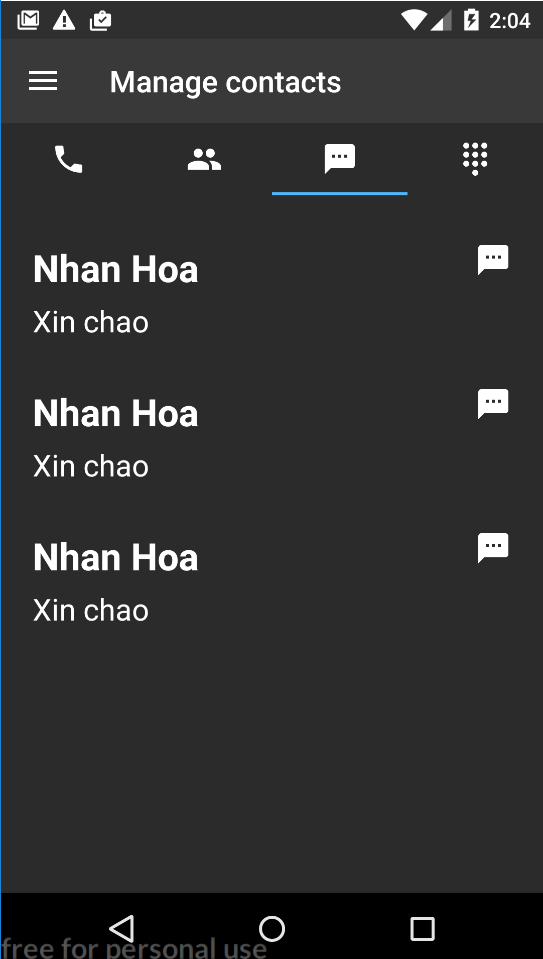 2:04
Manage contacts
Nhan Hoa
Xin chao
Nhan Hoa
Xin chao
Nhan Hoa
Xin chao
free for personal use